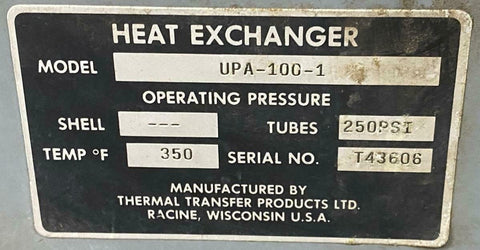 HEAT EXCHANGER
MODEL UPA-100-1
OPERATING PRESSURE
SHELL --- TUBES 250PSI
TEMP °F 350 SERIAL NO. T43606
MANUFACTURED BY
THERMAL TRANSFER PRODUCTS LTD.
RACINE, WISCONSIN U.S.A.